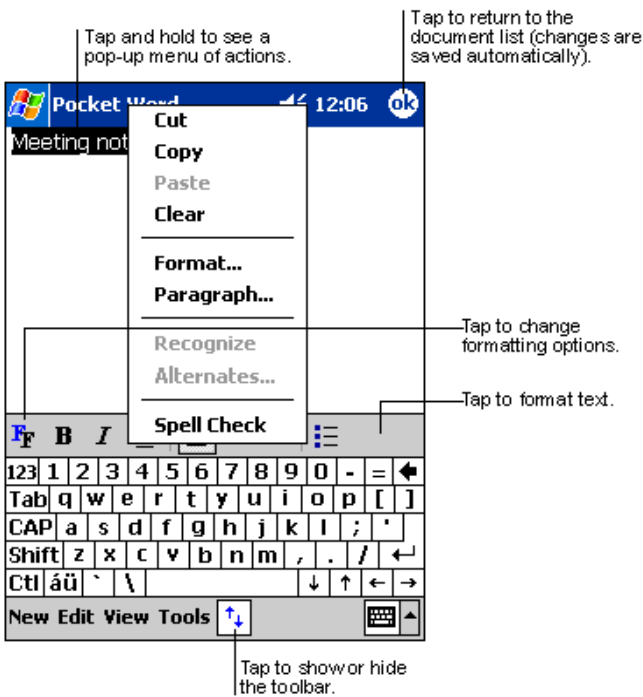 Tap to return to the
document list (changes are
saved automatically).
Tap and hold to see a
pop-up menu of actions.
Pocket Word 12:06 ok
Meeting not
Cut
Copy
Paste
Clear
Format...
Paragraph...
Recognize
Alternates...
Spell Check
Tap to change
formatting options.
Tap to format text.
FF B I
123 1 2 3 4 5 6 7 8 9 0 - =
Tab q w e r t y u i o p [ ]
CAP a s d f g h j k l ; '
Shift z x c v b n m , . /
Ctl áü ` \ ↓ ↑ ← →
New Edit View Tools
Tap to show or hide
the toolbar.